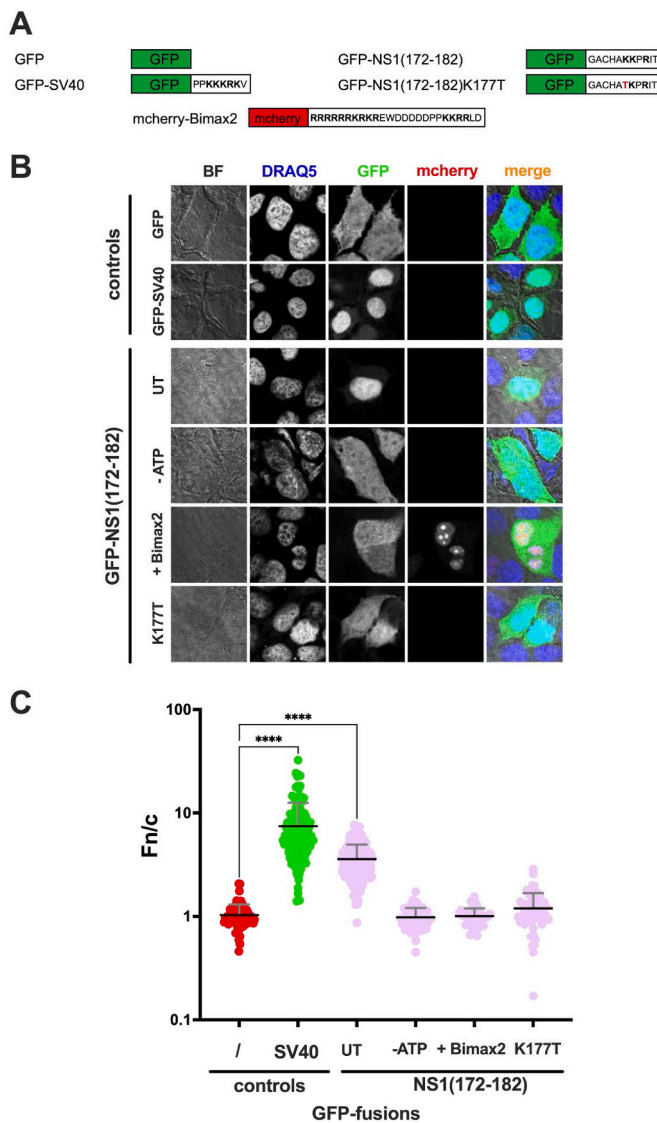 A
GFP GFP GFP-NS1(172-182) GFP GACHAKKPRIT
GFP-SV40 GFP PPKKKRKV GFP-NS1(172-182)K177T GFP GACHATKPRIT
mcherry-Bimax2 mcherry RRRRRRKRKREWDDDDDPPKKRRLD
B
BF DRAQ5 GFP mcherry merge
controls
GFP
GFP-SV40
GFP-NS1(172-182)
UT
- ATP
+ Bimax2
K177T
C
Fn/c
100
10
1
0.1
****
****
/ SV40 UT -ATP + Bimax2 K177T
controls NS1(172-182)
GFP-fusions